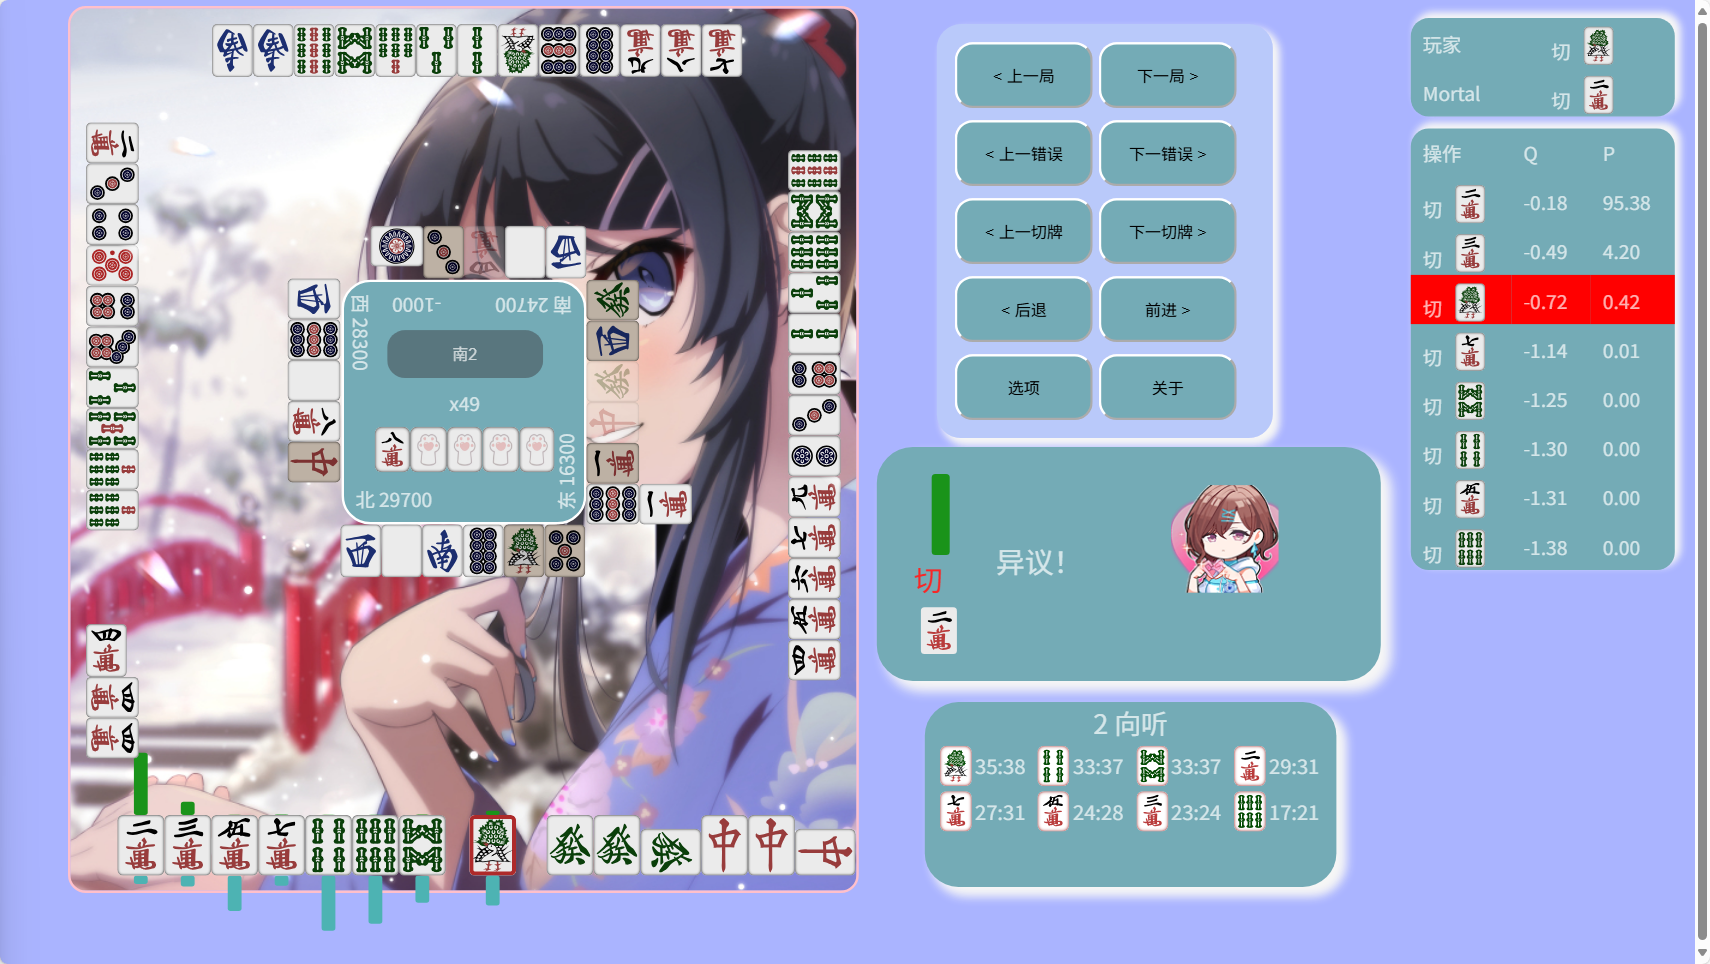 西 28300
-1000
南 24700
南2
x49
北 29700
东 16300
< 上一局
下一局 >
< 上一错误
下一错误 >
< 上一切牌
下一切牌 >
< 后退
前进 >
选项
关于
异议！
切
2 向听
35:38
33:37
33:37
29:31
27:31
24:28
23:24
17:21
玩家 切
Mortal 切
操作 Q P
切 -0.18 95.38
切 -0.49 4.20
切 -0.72 0.42
切 -1.14 0.01
切 -1.25 0.00
切 -1.30 0.00
切 -1.31 0.00
切 -1.38 0.00